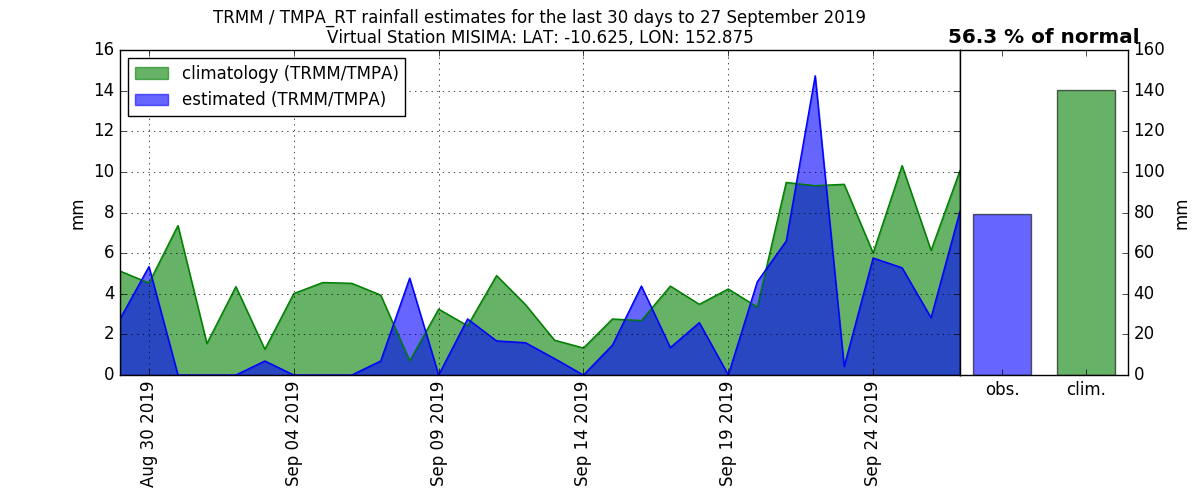 TRMM / TMPA_RT rainfall estimates for the last 30 days to 27 September 2019
Virtual Station MISIMA: LAT: -10.625, LON: 152.875
56.3 % of normal
climatology (TRMM/TMPA)
estimated (TRMM/TMPA)
mm
16
14
12
10
8
6
4
2
0
Aug 30 2019
Sep 04 2019
Sep 09 2019
Sep 14 2019
Sep 19 2019
Sep 24 2019
obs.
clim.
160
140
120
100
80
60
40
20
0
mm